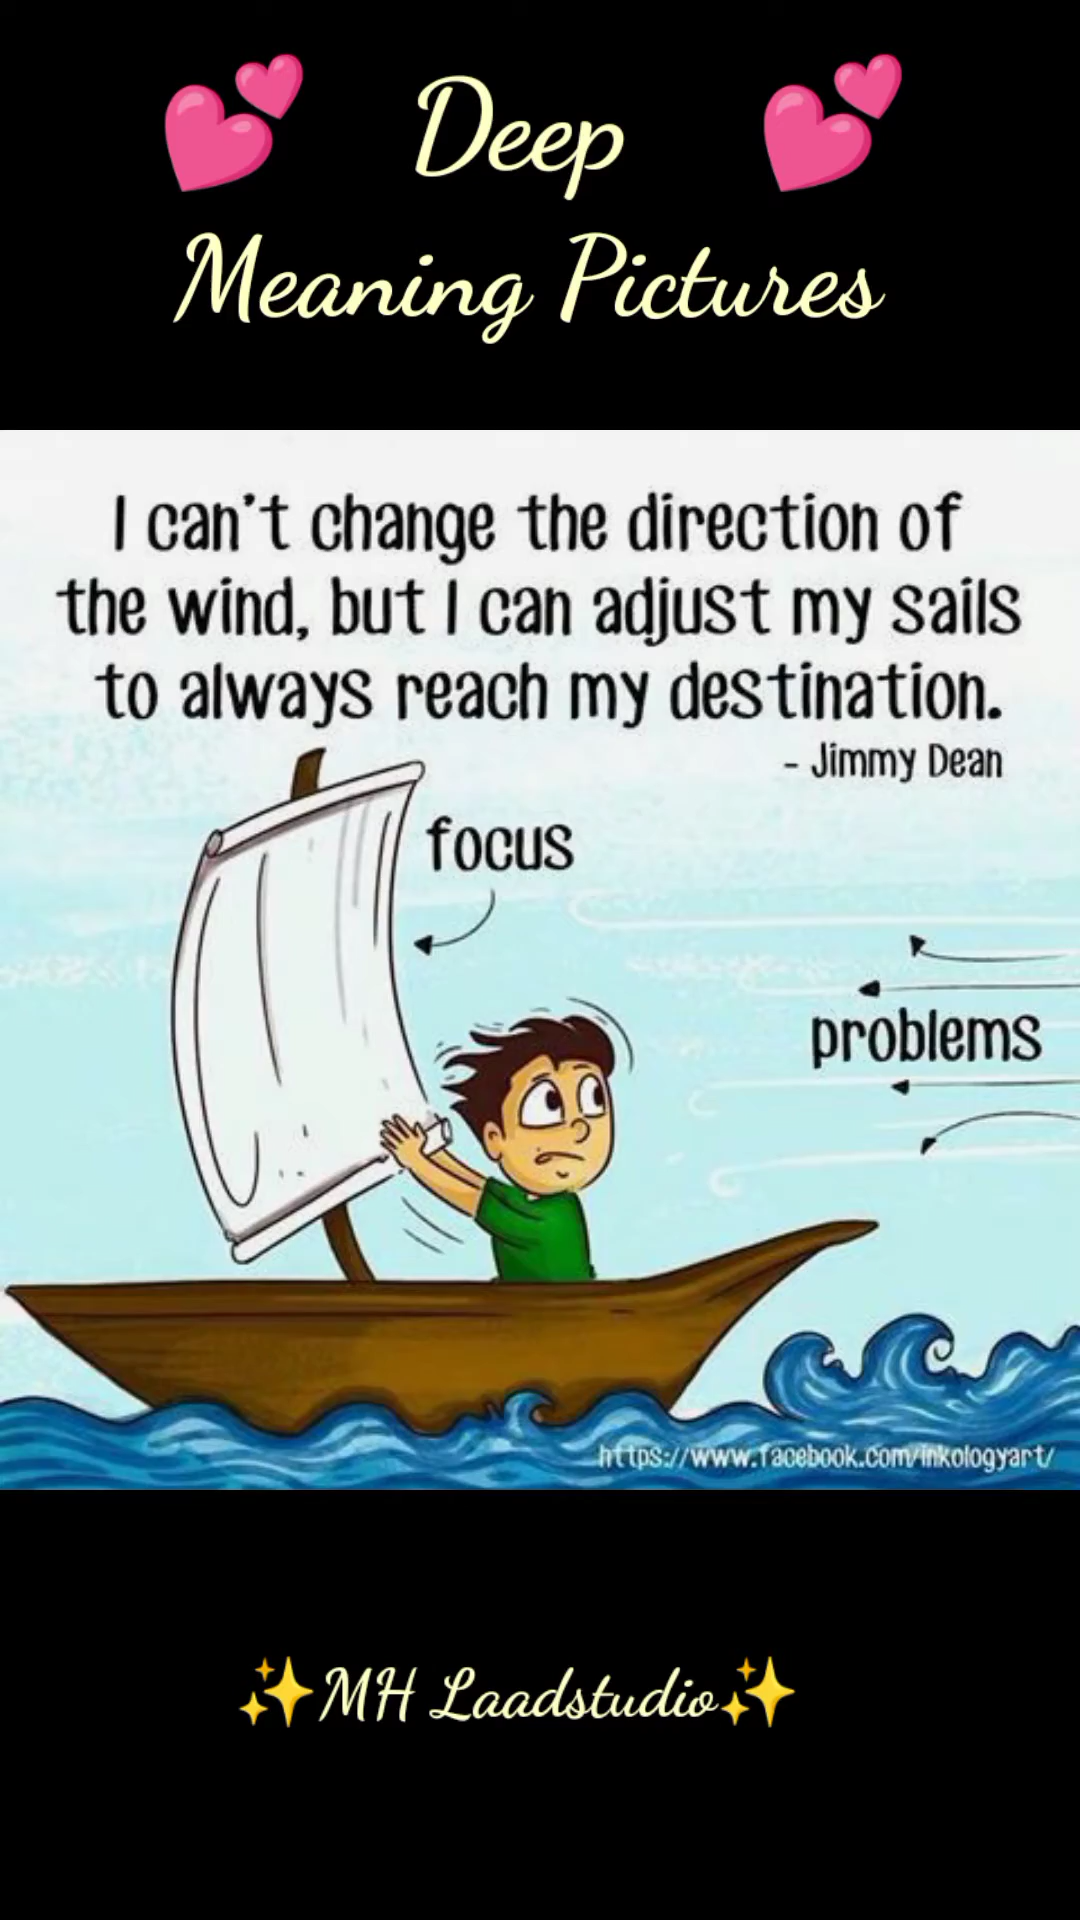 💕 Deep 💕
Meaning Pictures
I can't change the direction of
the wind, but I can adjust my sails
to always reach my destination.
- Jimmy Dean
focus
problems
https://www.facebook.com/inkologyart/
✨MH Laadstudio✨